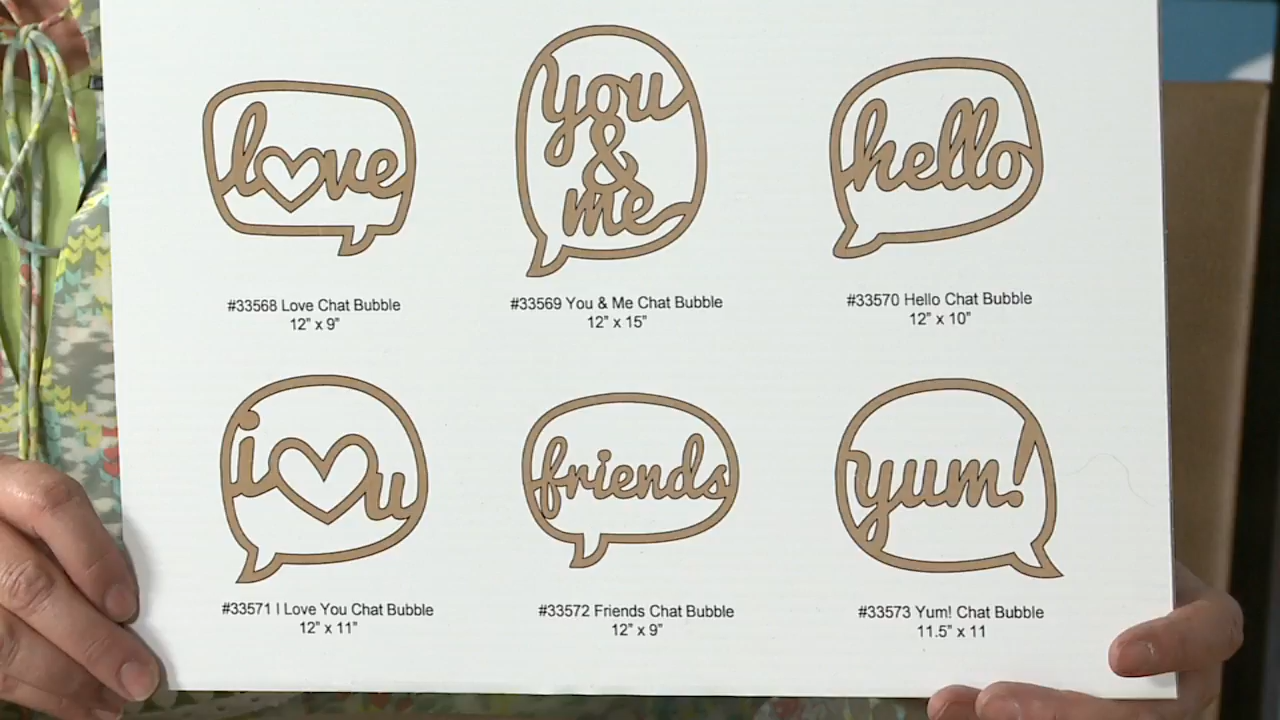 love
you
&
me
hello
#33568 Love Chat Bubble
12" x 9"
#33569 You & Me Chat Bubble
12" x 15"
#33570 Hello Chat Bubble
12" x 10"
i u
friends
yum!
#33571 I Love You Chat Bubble
12" x 11"
#33572 Friends Chat Bubble
12" x 9"
#33573 Yum! Chat Bubble
11.5" x 11